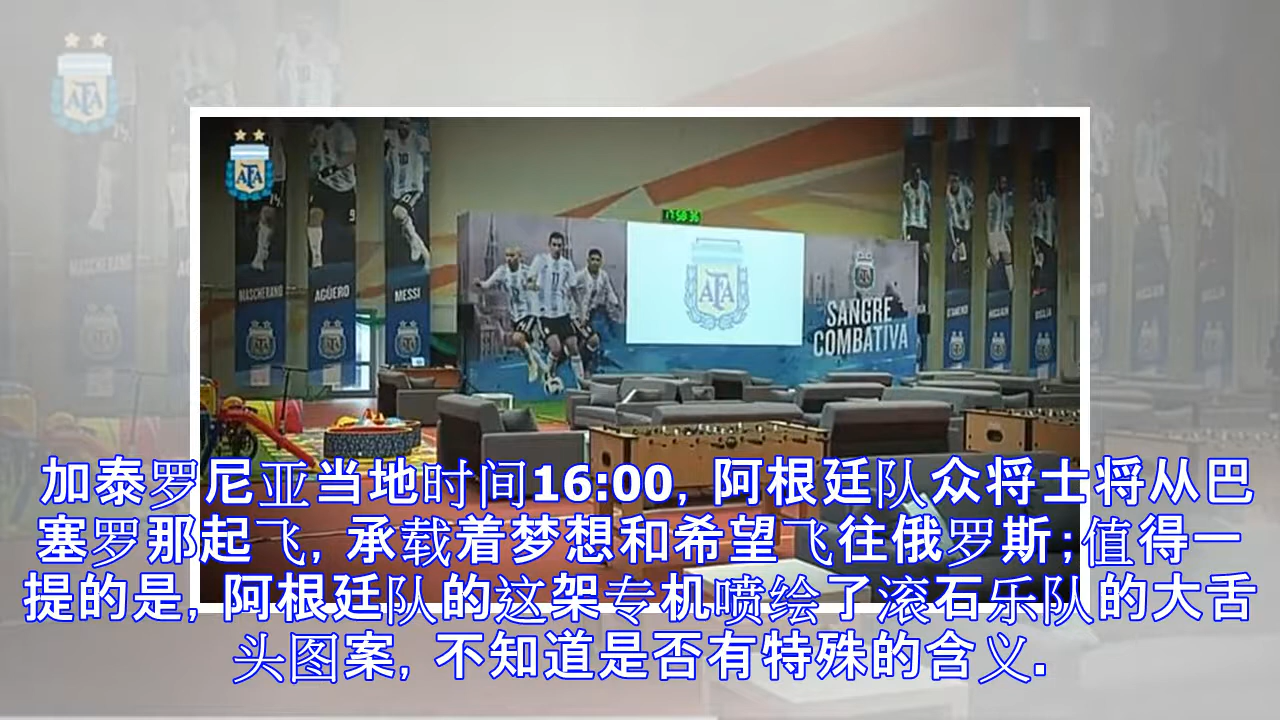 AFA
AFA
17:58:36
MASCHERANO
AGÜERO
MESSI
AFA
SANGRE
COMBATIVA
加泰罗尼亚当地时间16:00, 阿根廷队众将士将从巴
塞罗那起飞, 承载着梦想和希望飞往俄罗斯;值得一
提的是, 阿根廷队的这架专机喷绘了滚石乐队的大舌
头图案, 不知道是否有特殊的含义.